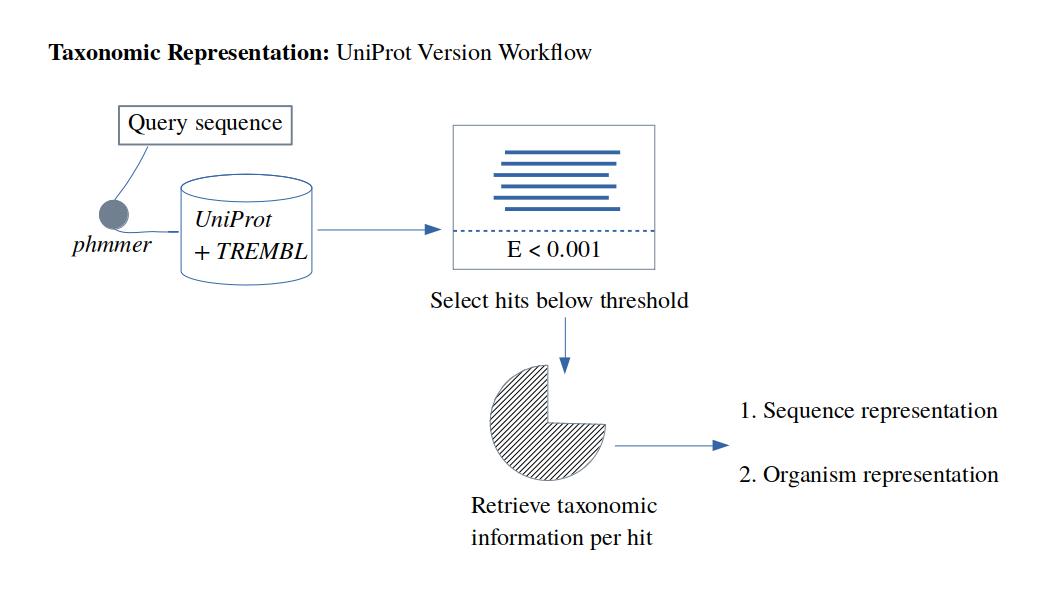 Taxonomic Representation: UniProt Version Workflow
Query sequence
phmmer
UniProt
+ TREMBL
E < 0.001
Select hits below threshold
Retrieve taxonomic
information per hit
1. Sequence representation
2. Organism representation